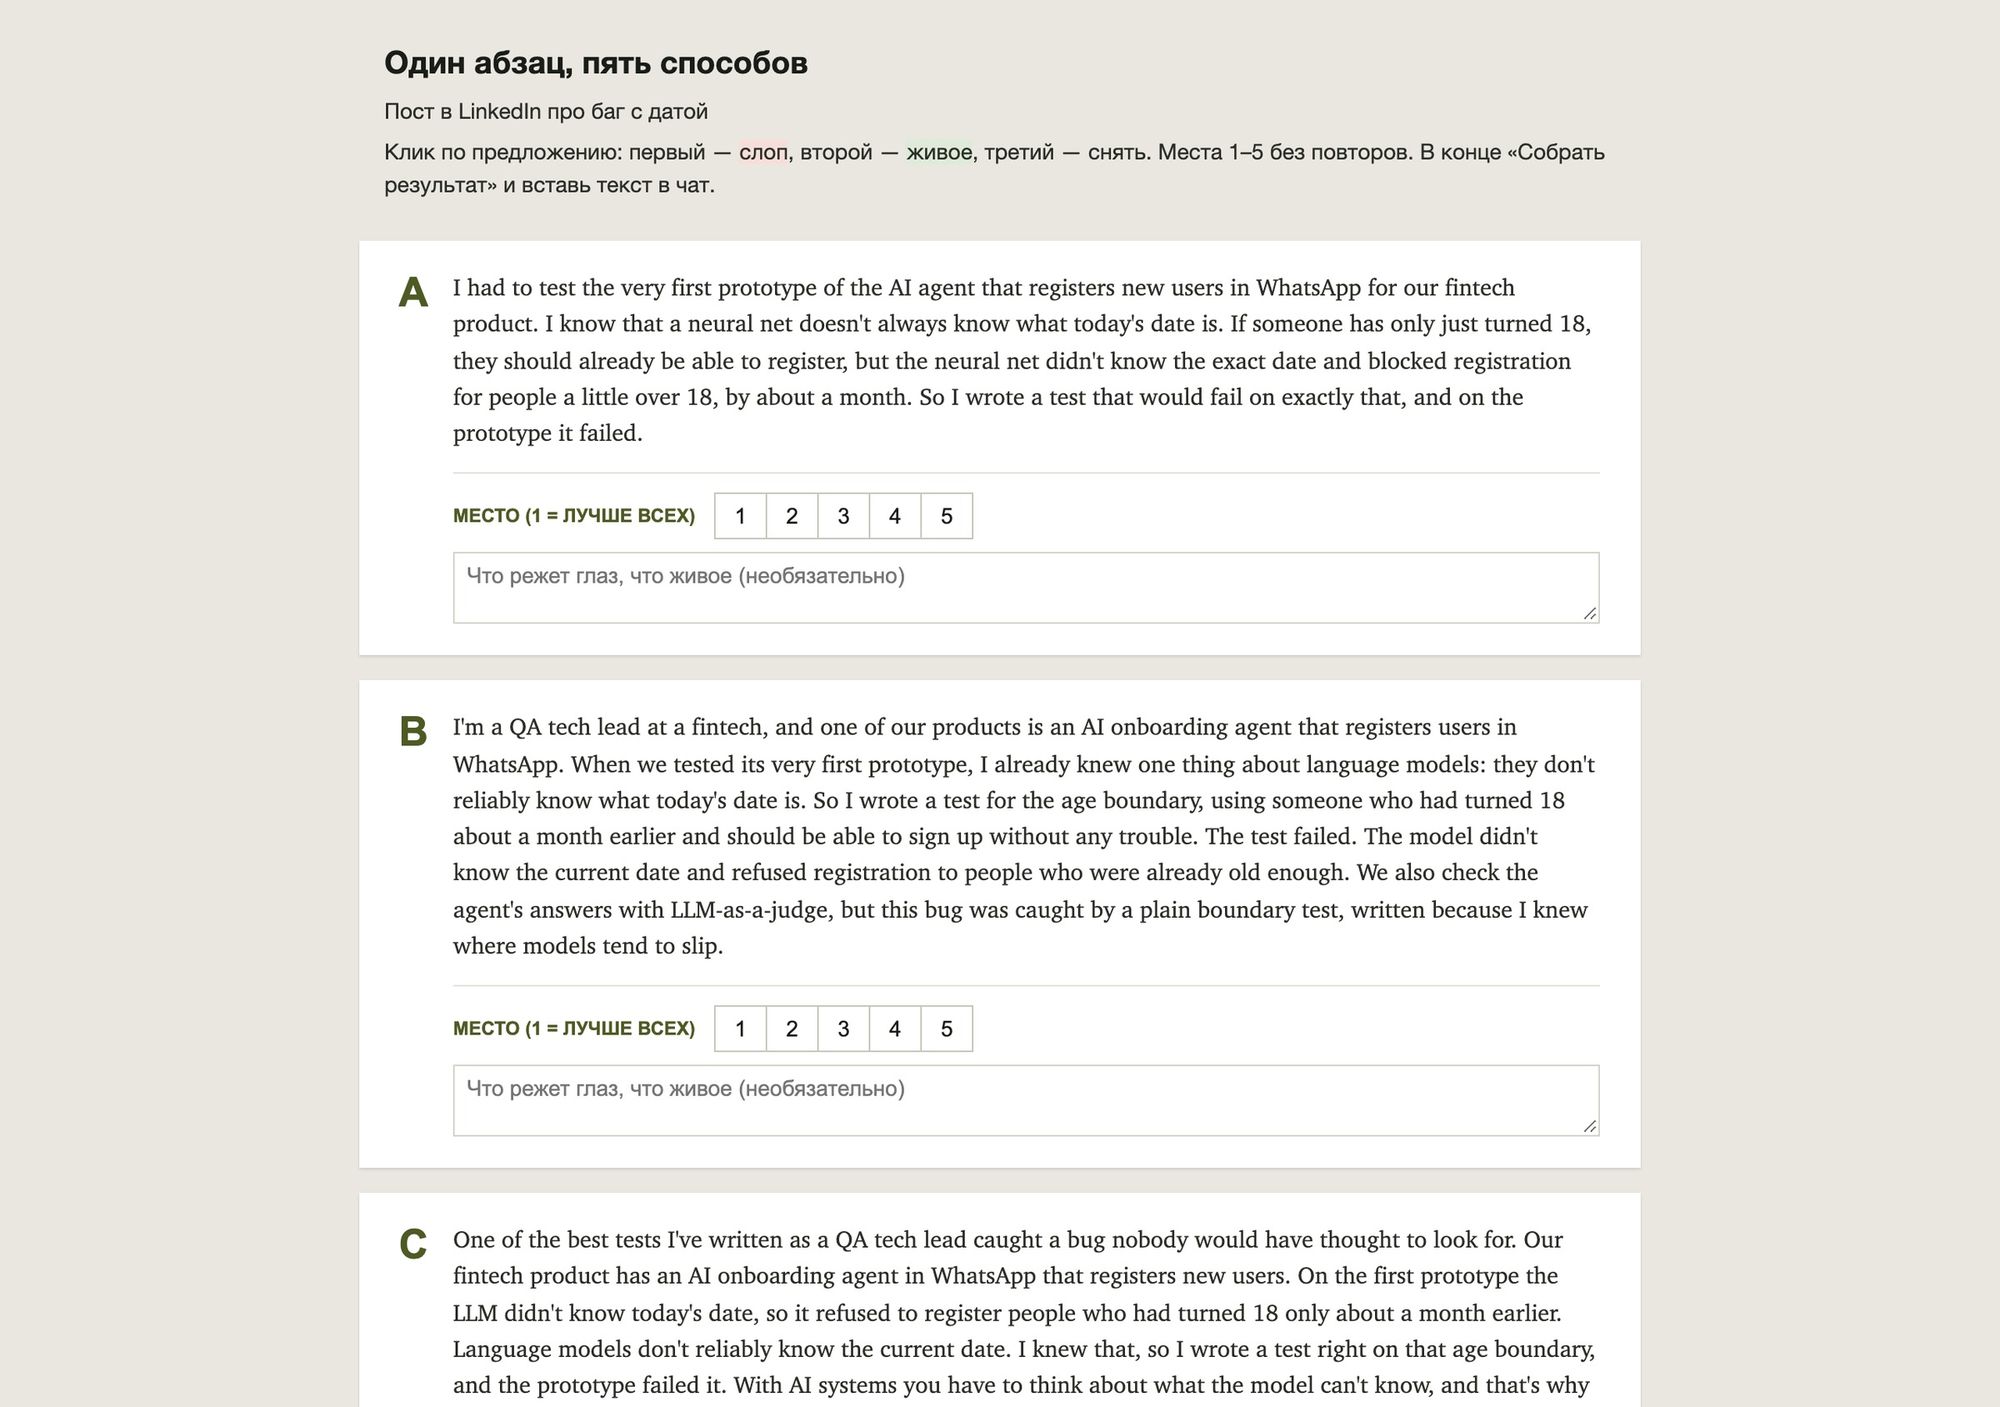 Один абзац, пять способов
Пост в LinkedIn про баг с датой
Клик по предложению: первый — слоп, второй — живое, третий — снять. Места 1–5 без повторов. В конце «Собрать
результат» и вставь текст в чат.
A
I had to test the very first prototype of the AI agent that registers new users in WhatsApp for our fintech
product. I know that a neural net doesn't always know what today's date is. If someone has only just turned 18,
they should already be able to register, but the neural net didn't know the exact date and blocked registration
for people a little over 18, by about a month. So I wrote a test that would fail on exactly that, and on the
prototype it failed.
МЕСТО (1 = ЛУЧШЕ ВСЕХ) 1 2 3 4 5
Что режет глаз, что живое (необязательно)
B
I'm a QA tech lead at a fintech, and one of our products is an AI onboarding agent that registers users in
WhatsApp. When we tested its very first prototype, I already knew one thing about language models: they don't
reliably know what today's date is. So I wrote a test for the age boundary, using someone who had turned 18
about a month earlier and should be able to sign up without any trouble. The test failed. The model didn't
know the current date and refused registration to people who were already old enough. We also check the
agent's answers with LLM-as-a-judge, but this bug was caught by a plain boundary test, written because I knew
where models tend to slip.
МЕСТО (1 = ЛУЧШЕ ВСЕХ) 1 2 3 4 5
Что режет глаз, что живое (необязательно)
C
One of the best tests I've written as a QA tech lead caught a bug nobody would have thought to look for. Our
fintech product has an AI onboarding agent in WhatsApp that registers new users. On the first prototype the
LLM didn't know today's date, so it refused to register people who had turned 18 only about a month earlier.
Language models don't reliably know the current date. I knew that, so I wrote a test right on that age boundary,
and the prototype failed it. With AI systems you have to think about what the model can't know, and that's why